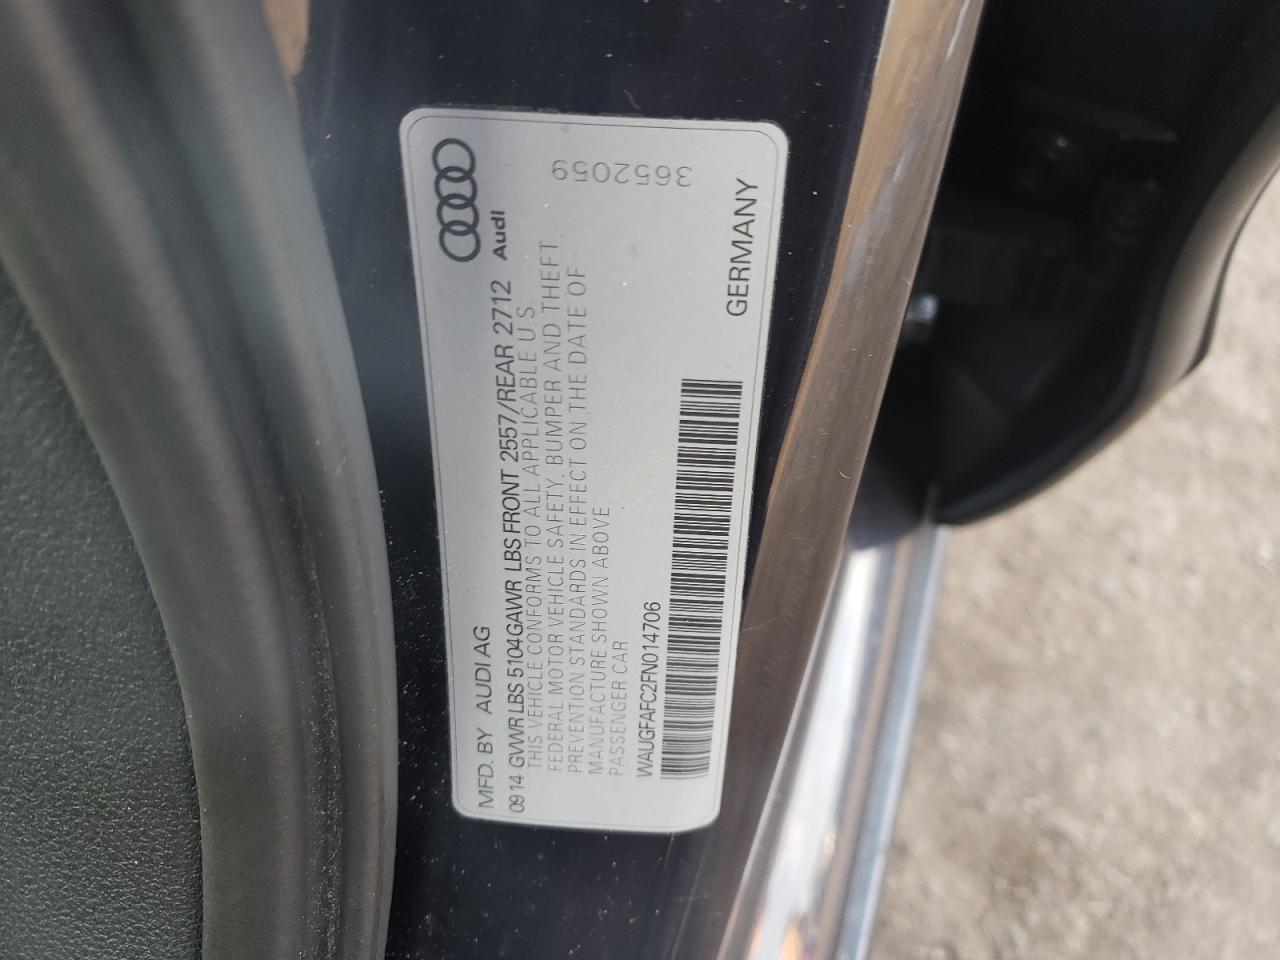 MFD. BY AUDI AG
0914 GVWR LBS 5104GAWR LBS FRONT 2557/REAR 2712
Audi
THIS VEHICLE CONFORMS TO ALL APPLICABLE U.S.
FEDERAL MOTOR VEHICLE SAFETY, BUMPER AND THEFT
PREVENTION STANDARDS IN EFFECT ON THE DATE OF
MANUFACTURE SHOWN ABOVE
PASSENGER CAR
WAUGFAFC2FN014706
GERMANY
3652059